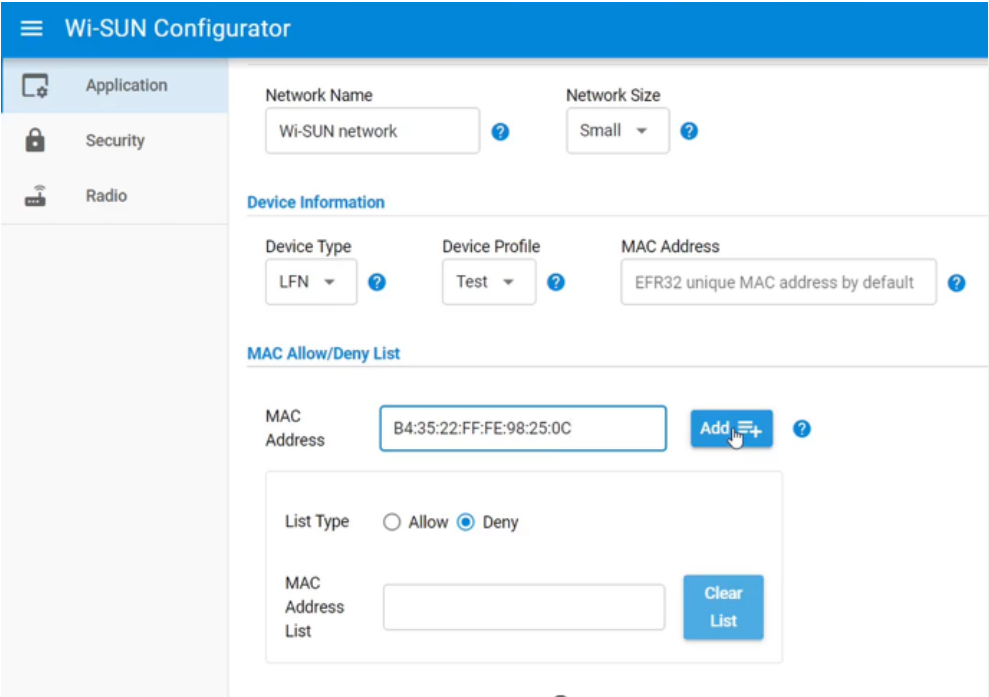 Wi-SUN Configurator
Application
Security
Radio
Network Name
Network Size
Wi-SUN network
?
Small
?
Device Information
Device Type
Device Profile
MAC Address
LFN
?
Test
?
EFR32 unique MAC address by default
?
MAC Allow/Deny List
MAC
Address
B4:35:22:FF:FE:98:25:0C
Add
?
List Type
Allow
Deny
MAC
Address
List
Clear
List